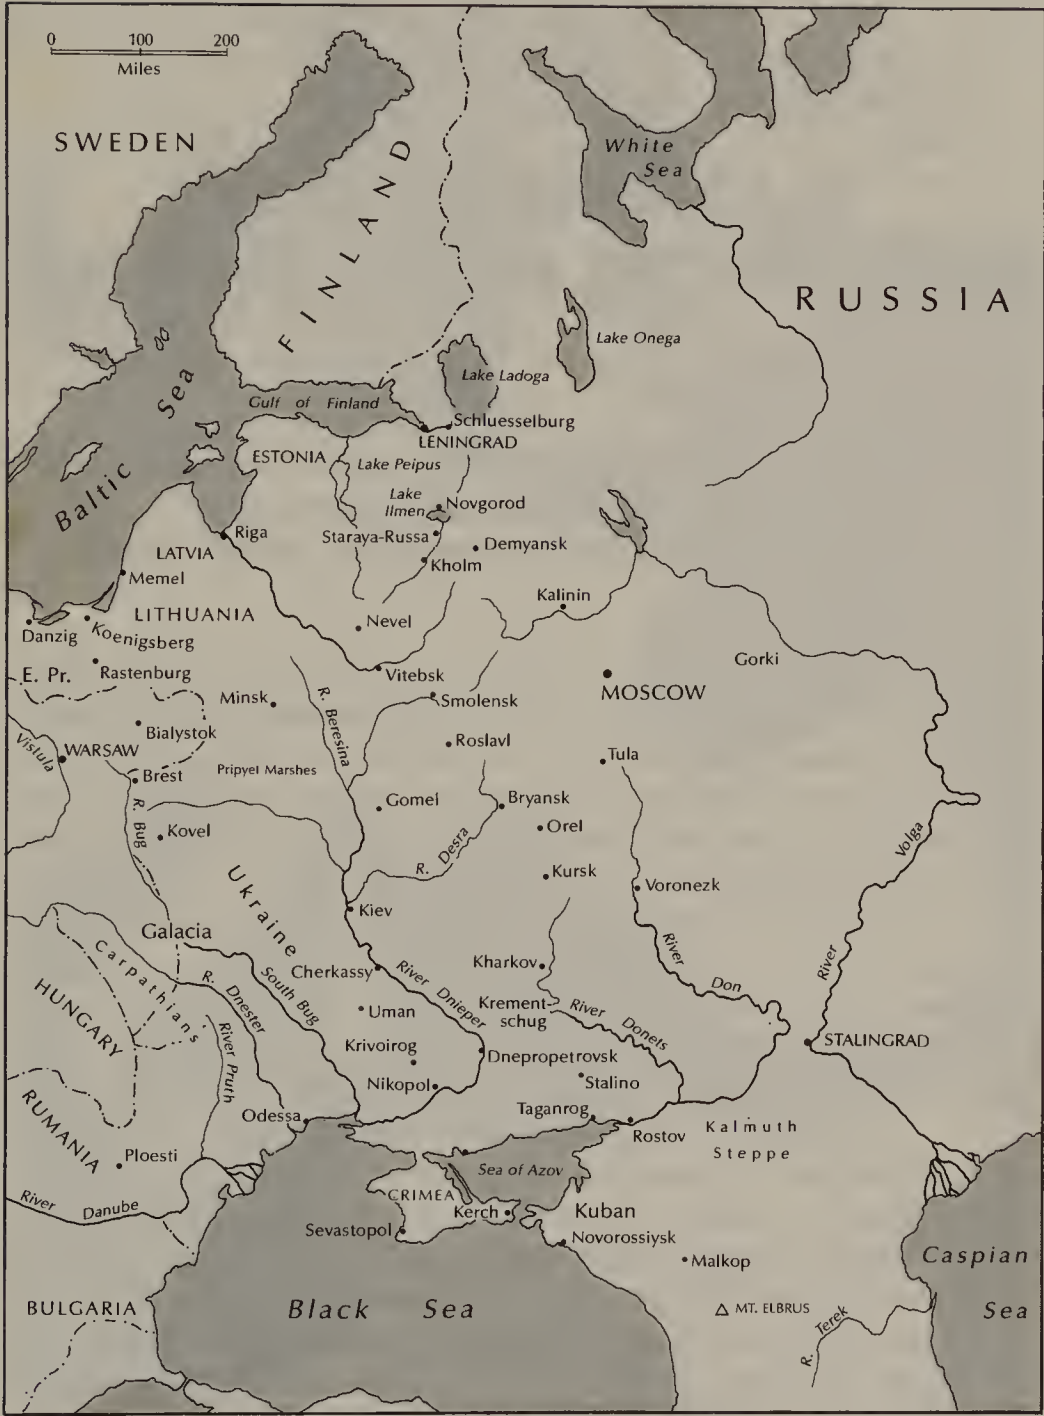 0 100 200
Miles
SWEDEN
FINLAND
White
Sea
RUSSIA
Lake Onega
Lake Ladoga
Baltic Sea
Gulf of Finland
Schluesselburg
LENINGRAD
ESTONIA
Lake Peipus
Lake
Ilmen
Novgorod
Riga
Staraya-Russa
Demyansk
LATVIA
Kholm
Memel
Kalinin
LITHUANIA
Nevel
Danzig
Koenigsberg
Gorki
E. Pr.
Rastenburg
Vitebsk
MOSCOW
Minsk
R. Beresina
Smolensk
Bialystok
Roslavl
Vistula
WARSAW
Tula
Brest
Pripyel Marshes
Gomel
Bryansk
R. Bug
Kovel
Orel
River Volga
R. Desra
Kursk
Ukraine
Voronezk
Kiev
Galacia
Carpathians
Cherkassy
River Dnieper
Kharkov
River Don
HUNGARY
R. Dnester
South Bug
Uman
Krement-
schug
River Donets
River Pruth
Krivoirog
Dnepropetrovsk
STALINGRAD
Nikopol
Stalino
RUMANIA
Odessa
Taganrog
Rostov
Kalmuth
Steppe
Ploesti
Sea of Azov
River Danube
CRIMEA
Kerch
Kuban
Sevastopol
Novorossiysk
Malkop
Caspian
Sea
BULGARIA
Black Sea
MT. ELBRUS
R. Terek